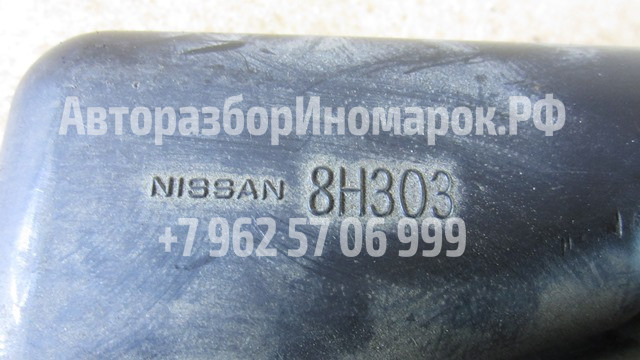 АвторазборИномарок.РФ
NISSAN 8H303
+7 962 57 06 999